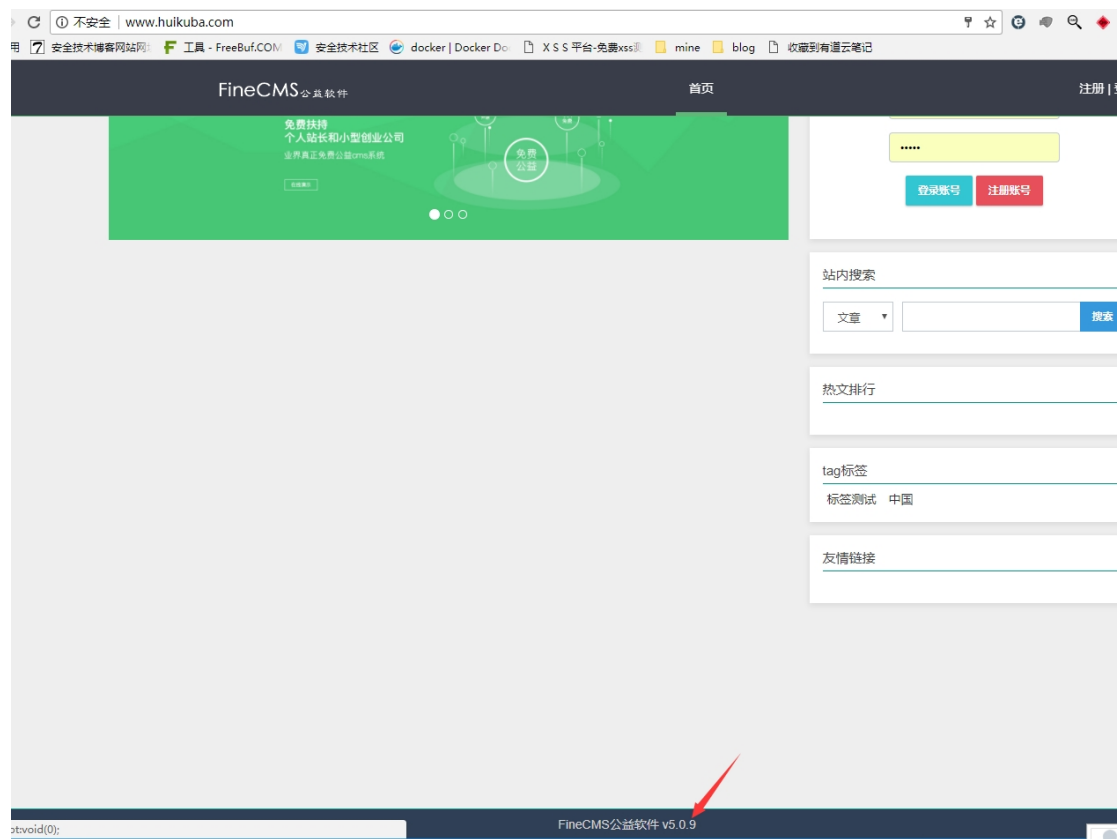 不安全 www.huikuba.com
用 安全技术博客网站网 工具 - FreeBuf.COM 安全技术社区 docker | Docker Do X S S 平台-免费xss测 mine blog 收藏到有道云笔记
FineCMS公益软件 首页 注册 |
免费扶持
个人站长和小型创业公司
业界真正免费公益cms系统
免费
公益
•••••
登录账号 注册账号
站内搜索
文章 搜索
热文排行
tag标签
标签测试 中国
友情链接
FineCMS公益软件 v5.0.9
pt:void(0);